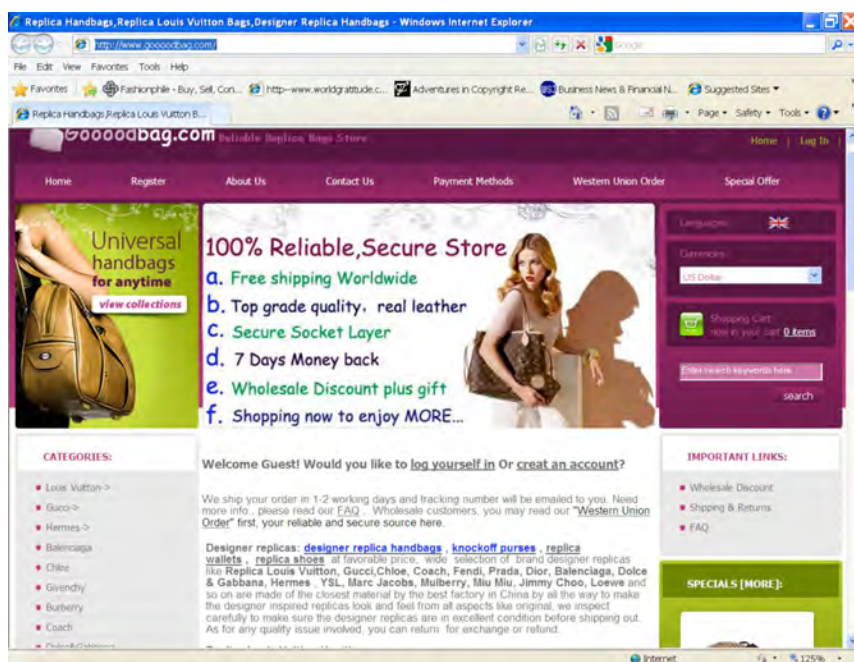 Replica Handbags,Replica Louis Vuitton Bags,Designer Replica Handbags - Windows Internet Explorer
http://www.goooodbag.com/
Google
File Edit View Favorites Tools Help
Favorites Fashionphile - Buy, Sell, Con... http--www.worldgratitude.c... Adventures in Copyright Re... Business News & Financial N... Suggested Sites
Replica Handbags,Replica Louis Vuitton B... Page Safety Tools
Goooodbag.com Reliable Replica Bags Store
Home | Log In |
Home Register About Us Contact Us Payment Methods Western Union Order Special Offer
Universal
handbags
for anytime
view collections
100% Reliable,Secure Store
a. Free shipping Worldwide
b. Top grade quality, real leather
c. Secure Socket Layer
d. 7 Days Money back
e. Wholesale Discount plus gift
f. Shopping now to enjoy MORE...
Languages:
Currencies:
US Dollar
Shopping Cart:
now in your cart 0 items
Enter search keywords here
search
CATEGORIES:
Louis Vuitton->
Gucci->
Hermes->
Balenciaga
Chloe
Givenchy
Burberry
Coach
Welcome Guest! Would you like to log yourself in Or creat an account?
We ship your order in 1-2 working days and tracking number will be emailed to you. Need
more info., please read our FAQ . Wholesale customers, you may read our "Western Union
Order" first, your reliable and secure source here.
Designer replicas: designer replica handbags , knockoff purses , replica
wallets , replica shoes at favorable price, wide selection of brand designer replicas
like Replica Louis Vuitton, Gucci,Chloe, Coach, Fendi, Prada, Dior, Balenciaga, Dolce
& Gabbana, Hermes , YSL, Marc Jacobs, Mulberry, Miu Miu, Jimmy Choo, Loewe and
so on are made of the closest material by the best factory in China by all the way to make
the designer inspired replicas look and feel from all aspects like original, we inspect
carefully to make sure the designer replicas are in excellent condition before shipping out.
As for any quality issue involved, you can return for exchange or refund.
IMPORTANT LINKS:
Wholesale Discount
Shipping & Returns
FAQ
SPECIALS [MORE]:
Internet 125%